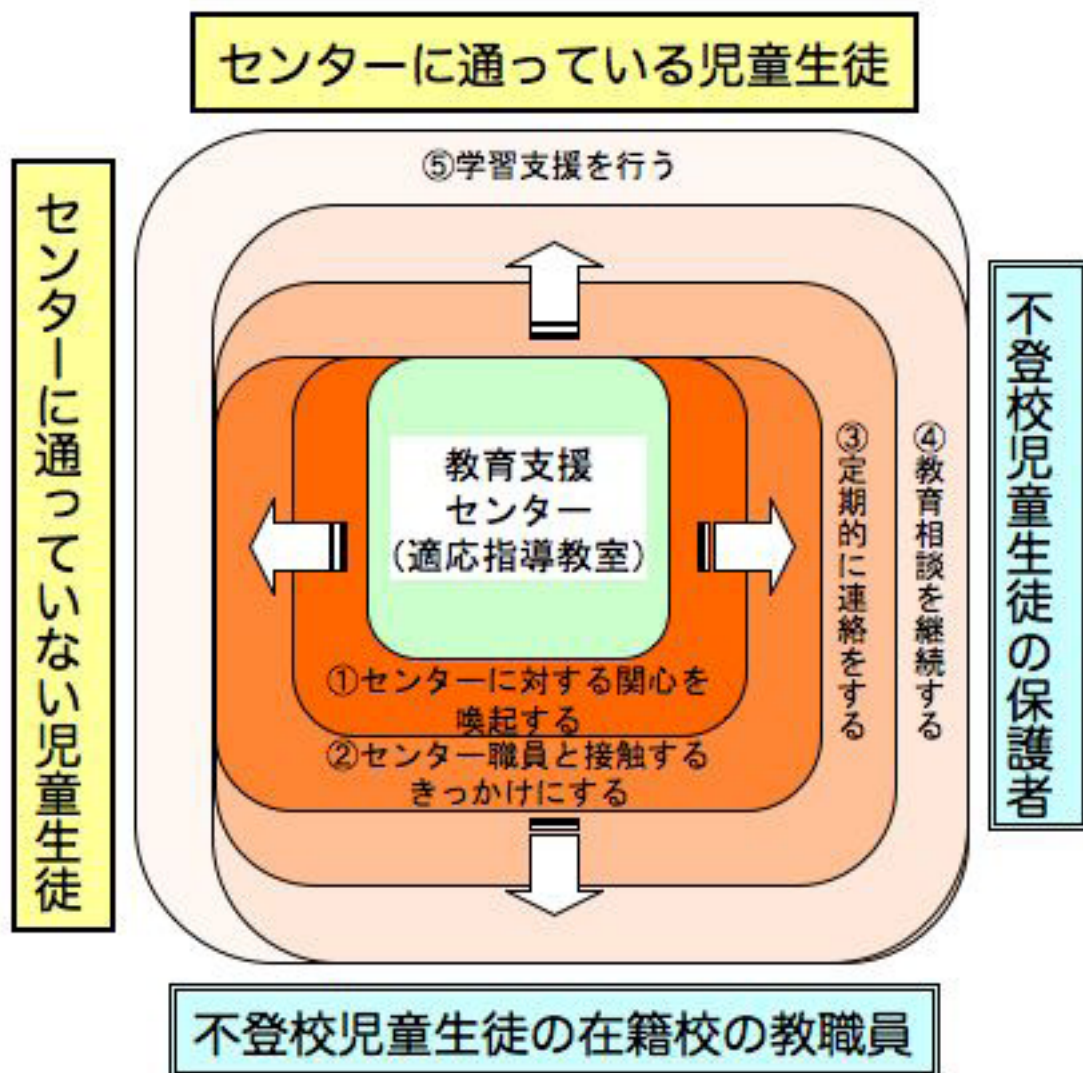 センターに通っている児童生徒
⑤学習支援を行う
センターに通っていない児童生徒
教育支援
センター
(適応指導教室)
①センターに対する関心を
喚起する
②センター職員と接触する
きっかけにする
③定期的に連絡をする
④教育相談を継続する
不登校児童生徒の保護者
不登校児童生徒の在籍校の教職員